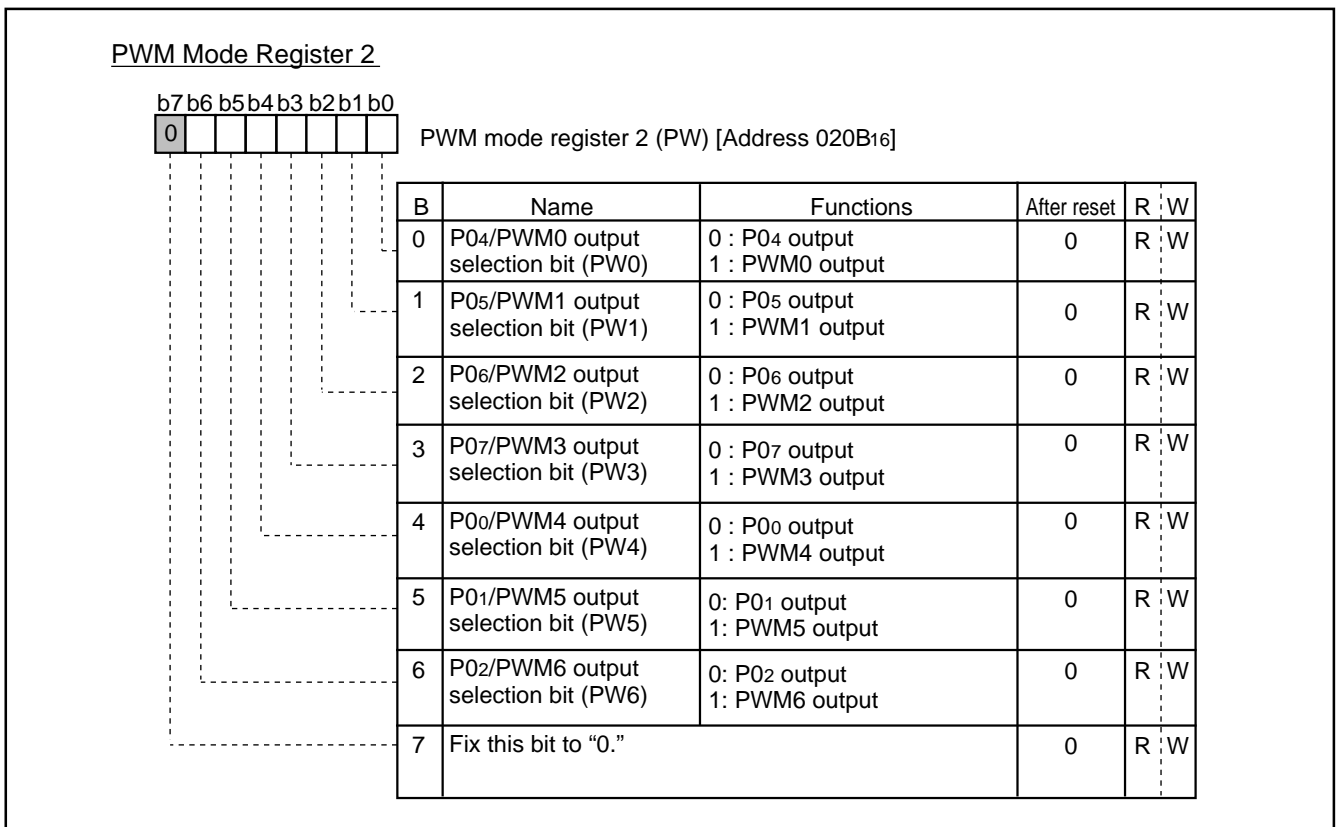 PWM Mode Register 2
b7 b6 b5 b4 b3 b2 b1 b0
0
PWM mode register 2 (PW) [Address 020B16]
B Name Functions After reset R W
0 P04/PWM0 output selection bit (PW0) 0 : P04 output 1 : PWM0 output 0 R W
1 P05/PWM1 output selection bit (PW1) 0 : P05 output 1 : PWM1 output 0 R W
2 P06/PWM2 output selection bit (PW2) 0 : P06 output 1 : PWM2 output 0 R W
3 P07/PWM3 output selection bit (PW3) 0 : P07 output 1 : PWM3 output 0 R W
4 P00/PWM4 output selection bit (PW4) 0 : P00 output 1 : PWM4 output 0 R W
5 P01/PWM5 output selection bit (PW5) 0: P01 output 1: PWM5 output 0 R W
6 P02/PWM6 output selection bit (PW6) 0: P02 output 1: PWM6 output 0 R W
7 Fix this bit to “0.” 0 R W